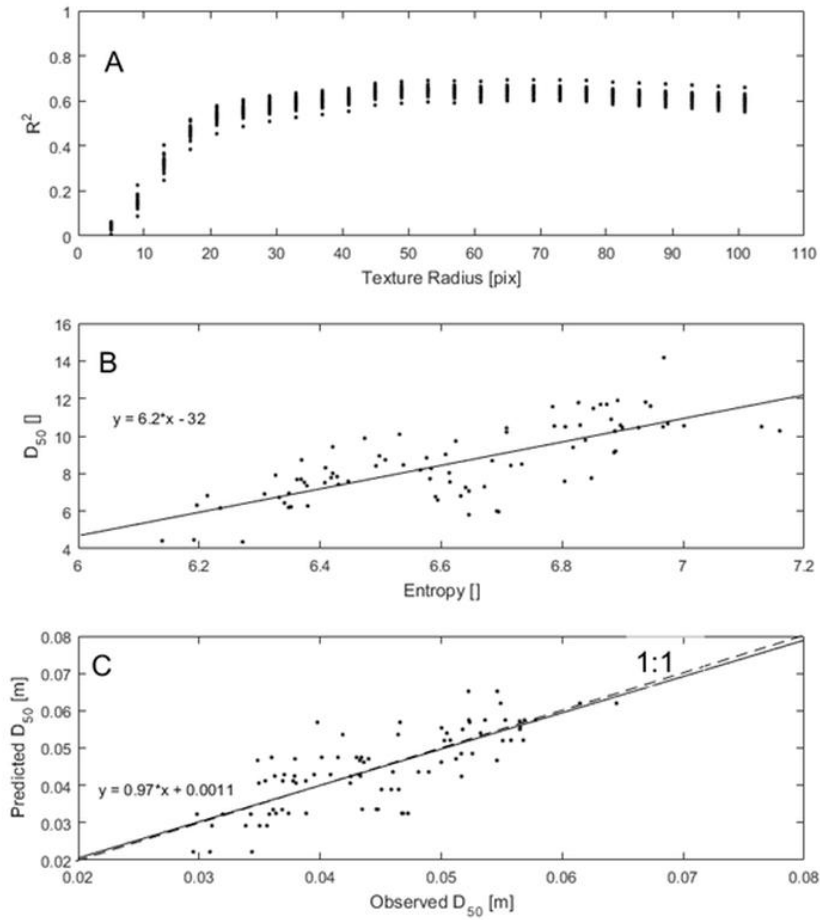 A
1
0.8
0.6
0.4
0.2
0
R2
0 10 20 30 40 50 60 70 80 90 100 110
Texture Radius [pix]
B
16
14
12
10
8
6
4
D50 []
y = 6.2*x - 32
6 6.2 6.4 6.6 6.8 7 7.2
Entropy []
C
1:1
0.08
0.07
0.06
0.05
0.04
0.03
0.02
Predicted D50 [m]
y = 0.97*x + 0.0011
0.02 0.03 0.04 0.05 0.06 0.07 0.08
Observed D50 [m]